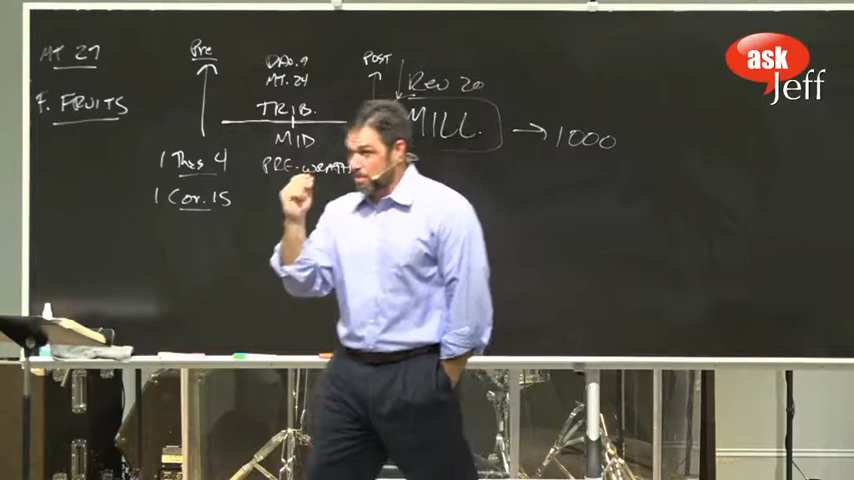 MT 27
F. FRUITS
Pre
1 Thes 4
1 Cor. 15
DAN. 9
MT. 24
TRIB.
MID
PRE-WRATH
POST
Rev 20
MILL.
→ 1000
ask
Jeff